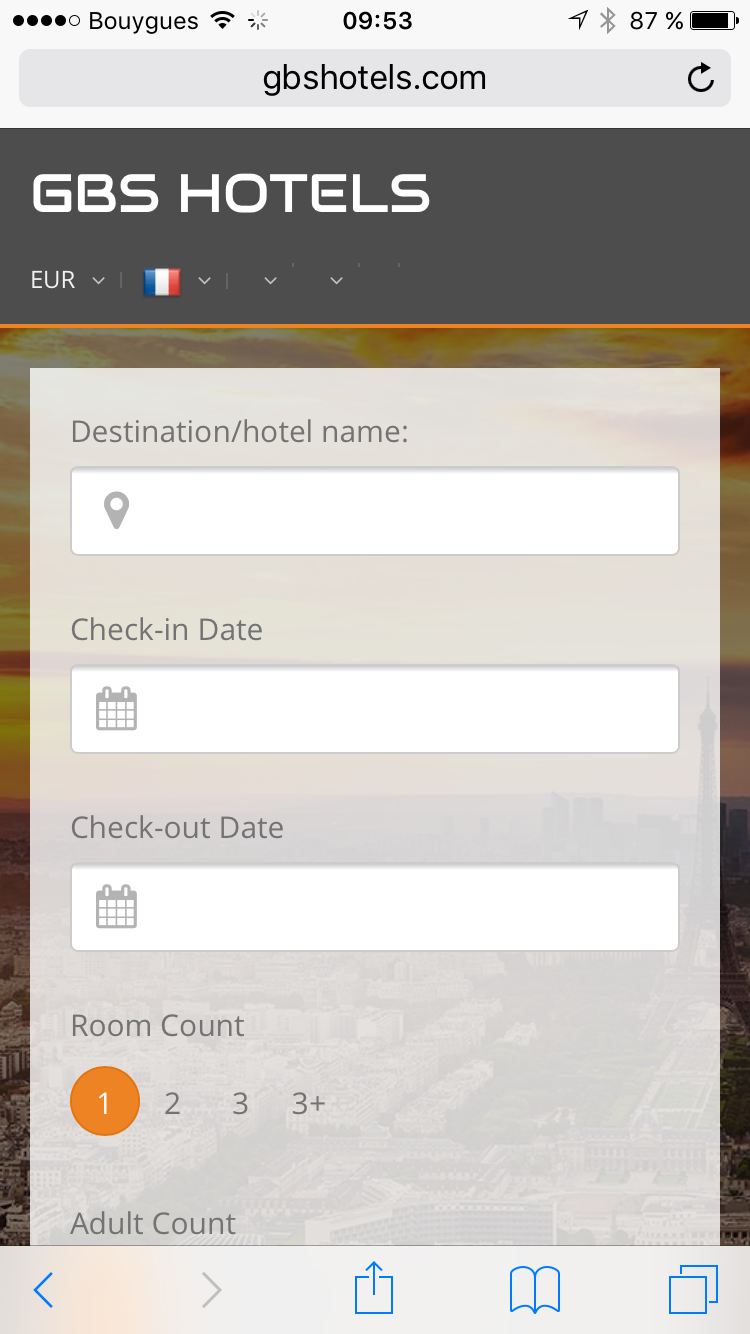 Bouygues 09:53 87 %
gbshotels.com
GBS HOTELS
EUR
Destination/hotel name:
Check-in Date
Check-out Date
Room Count
1 2 3 3+
Adult Count